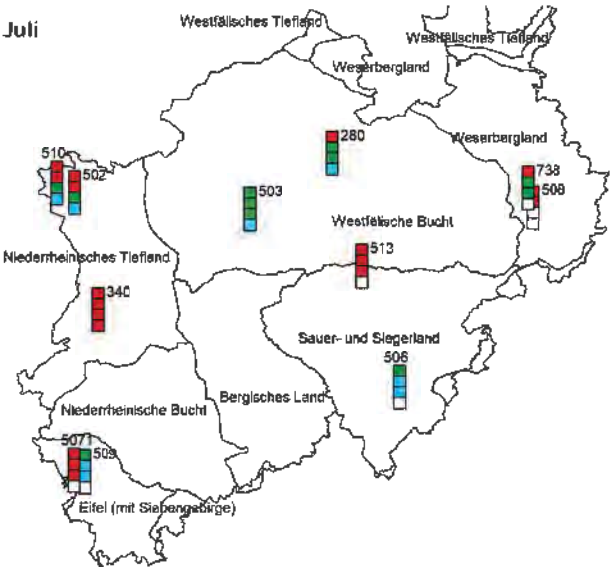 Juli
Westfälisches Tiefland
Westfälisches Tiefland
Weserbergland
Weserbergland
280
510
502
738
508
503
Westfälische Bucht
513
Niederrheinisches Tiefland
340
Sauer- und Siegerland
506
Bergisches Land
Niederrheinische Bucht
5071
509
Eifel (mit Siebengebirge)